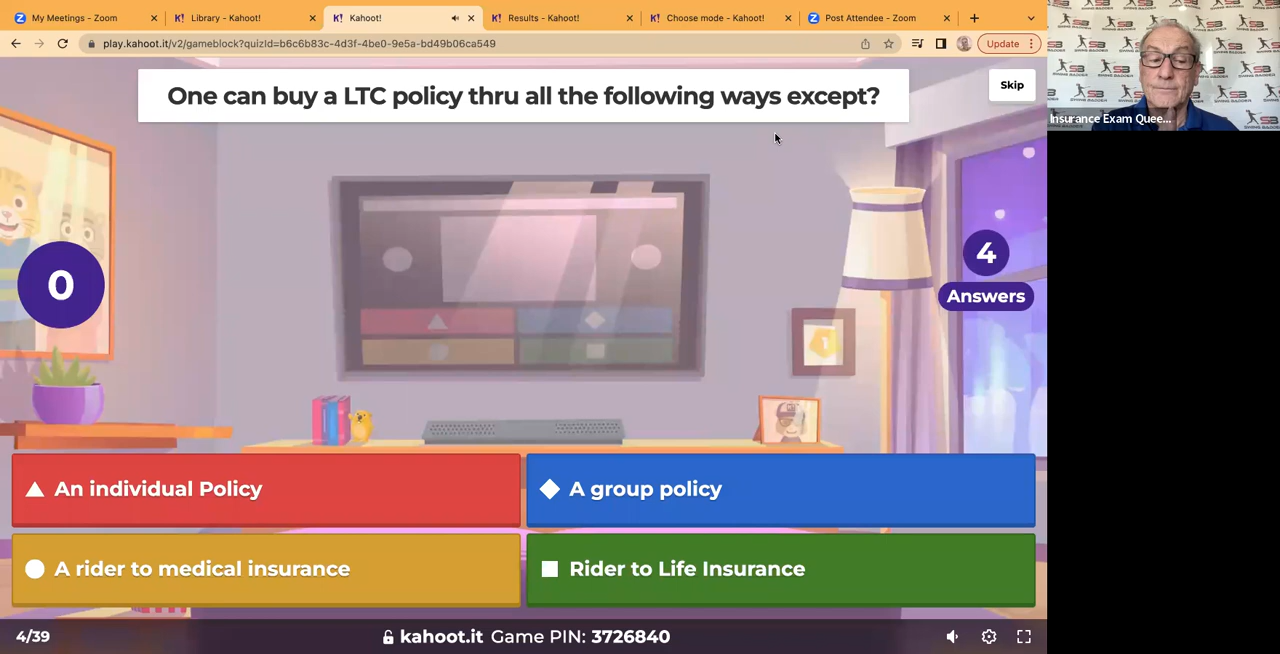 My Meetings - Zoom
Library - Kahoot!
Kahoot!
Results - Kahoot!
Choose mode - Kahoot!
Post Attendee - Zoom
play.kahoot.it/v2/gameblock?quizId=b6c6b83c-4d3f-4be0-9e5a-bd49b06ca549
Update
One can buy a LTC policy thru all the following ways except?
Skip
0
4
Answers
An individual Policy
A group policy
A rider to medical insurance
Rider to Life Insurance
4/39
kahoot.it Game PIN: 3726840
Insurance Exam Quee...
SB